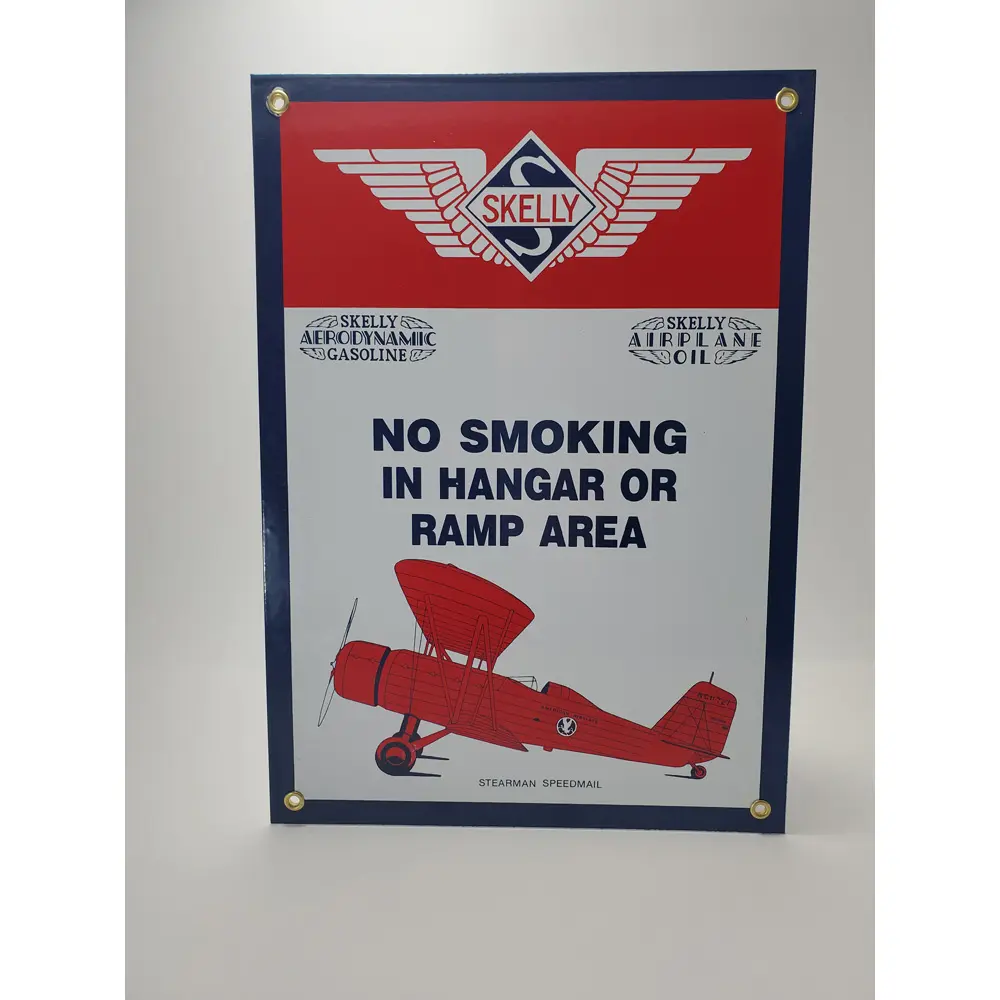 S
SKELLY
SKELLY
AERODYNAMIC
GASOLINE
SKELLY
AIRPLANE
OIL
NO SMOKING
IN HANGAR OR
RAMP AREA
STEARMAN SPEEDMAIL